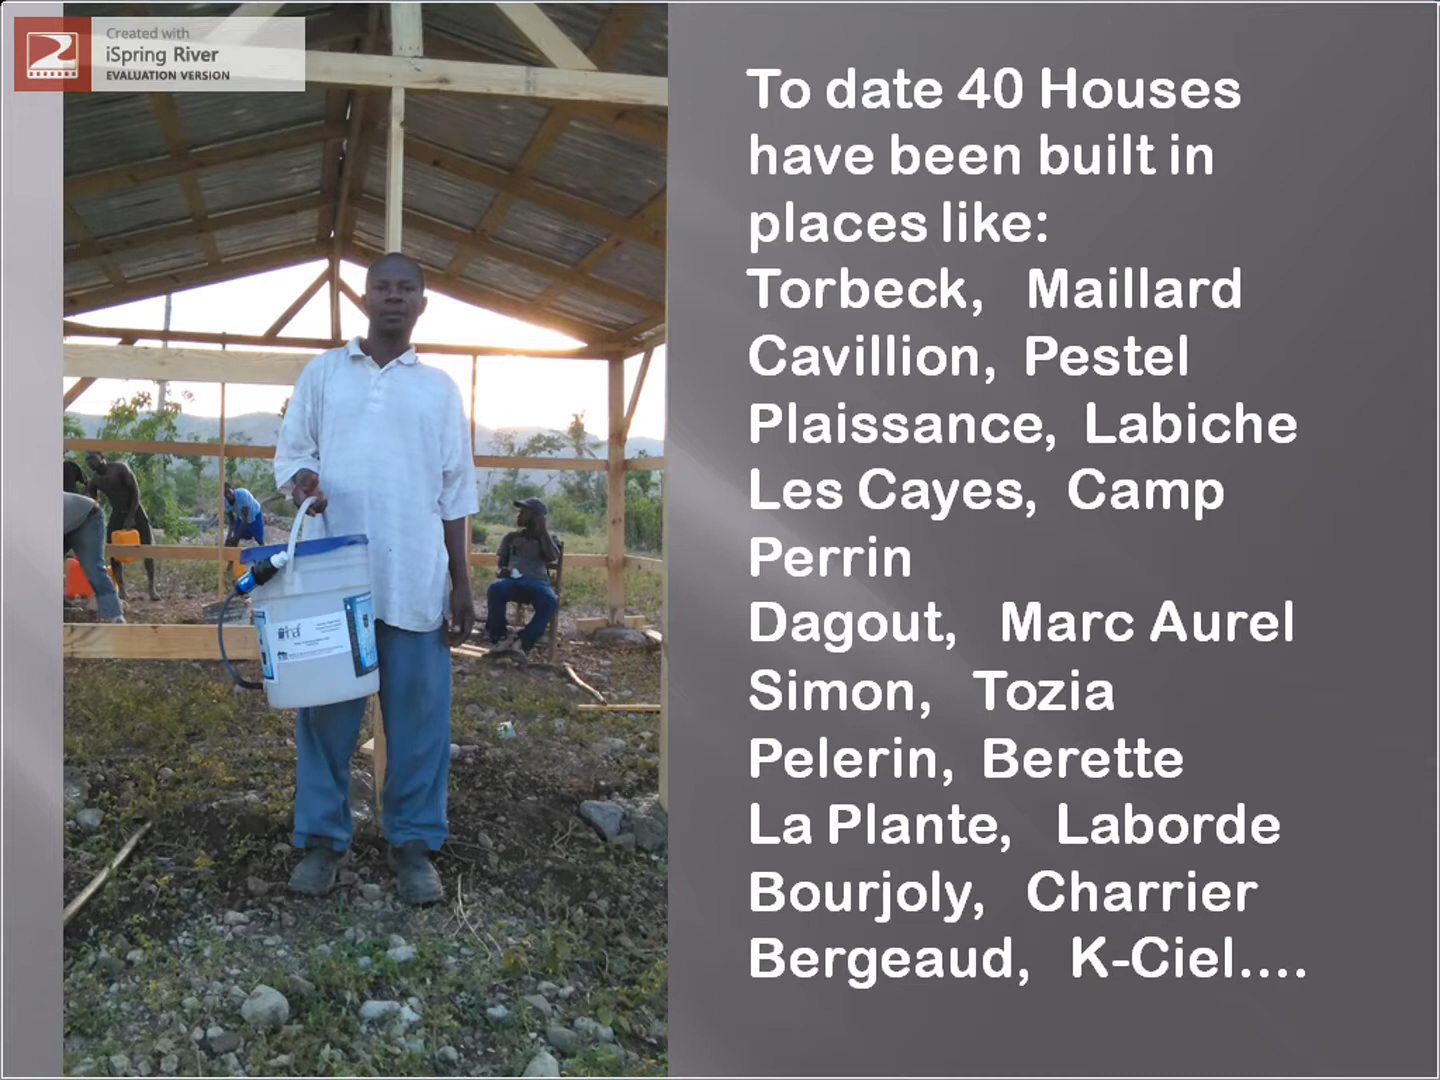 Created with
iSpring River
EVALUATION VERSION
To date 40 Houses
have been built in
places like:
Torbeck, Maillard
Cavillion, Pestel
Plaissance, Labiche
Les Cayes, Camp
Perrin
Dagout, Marc Aurel
Simon, Tozia
Pelerin, Berette
La Plante, Laborde
Bourjoly, Charrier
Bergeaud, K-Ciel....